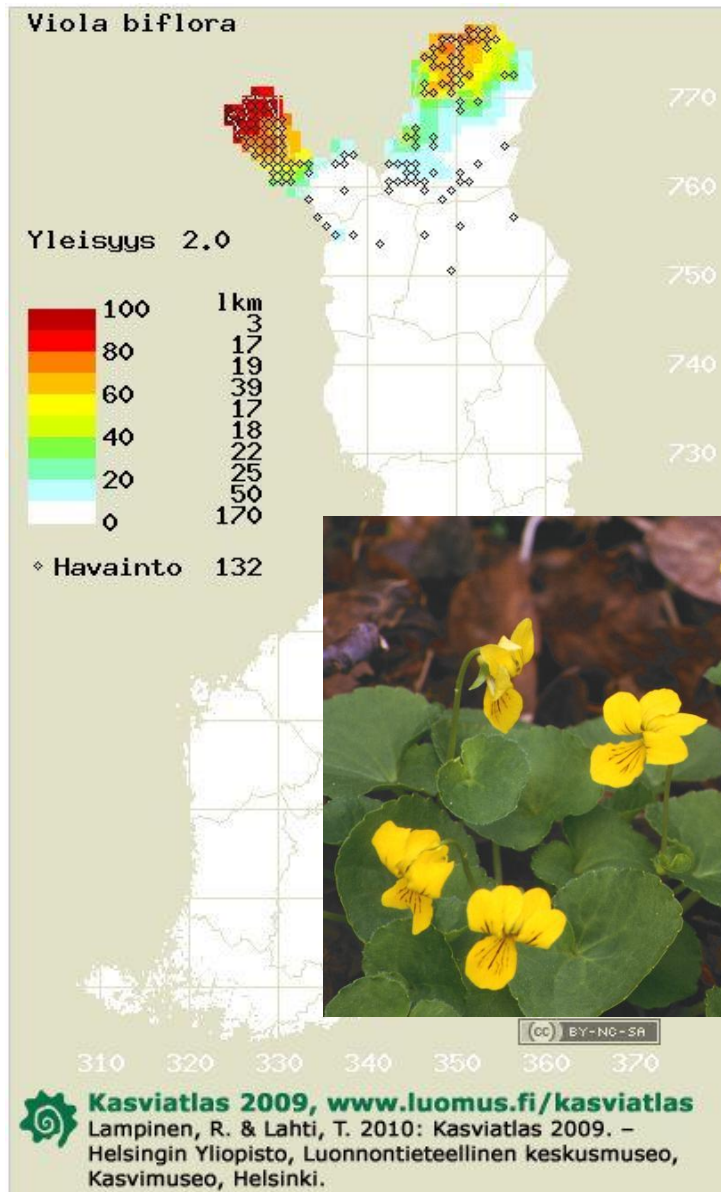 Viola biflora
770
760
Yleisyys 2.0
750
100 lkm
3
17
80
19
740
39
60
17
18
40
22
730
25
20
50
0 170
Havainto 132
(cc) BY-NC-SA
310 320 330 340 350 360 370
Kasviatlas 2009, www.luomus.fi/kasviatlas
Lampinen, R. & Lahti, T. 2010: Kasviatlas 2009. –
Helsingin Yliopisto, Luonnontieteellinen keskusmuseo,
Kasvimuseo, Helsinki.